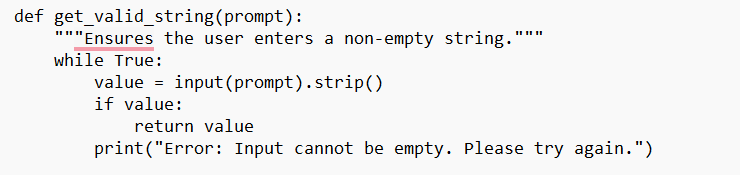 def get_valid_string(prompt):
    """Ensures the user enters a non-empty string."""
    while True:
        value = input(prompt).strip()
        if value:
            return value
        print("Error: Input cannot be empty. Please try again.")